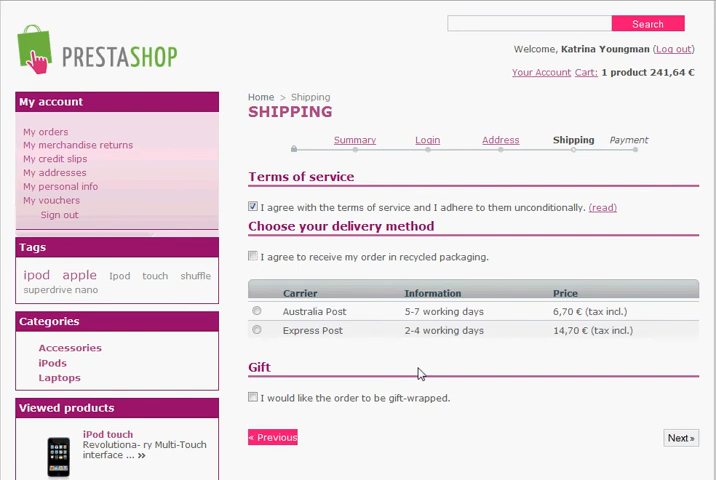 Search
PRESTASHOP
Welcome, Katrina Youngman (Log out)
Your Account Cart: 1 product 241,64 €
My account
My orders
My merchandise returns
My credit slips
My addresses
My personal info
My vouchers
Sign out
Tags
ipod apple Ipod touch shuffle
superdrive nano
Categories
Accessories
iPods
Laptops
Viewed products
iPod touch
Revolutiona- ry Multi-Touch
interface ... »
Home > Shipping
SHIPPING
Summary Login Address Shipping Payment
Terms of service
I agree with the terms of service and I adhere to them unconditionally. (read)
Choose your delivery method
I agree to receive my order in recycled packaging.
Carrier Information Price
Australia Post 5-7 working days 6,70 € (tax incl.)
Express Post 2-4 working days 14,70 € (tax incl.)
Gift
I would like the order to be gift-wrapped.
« Previous
Next »